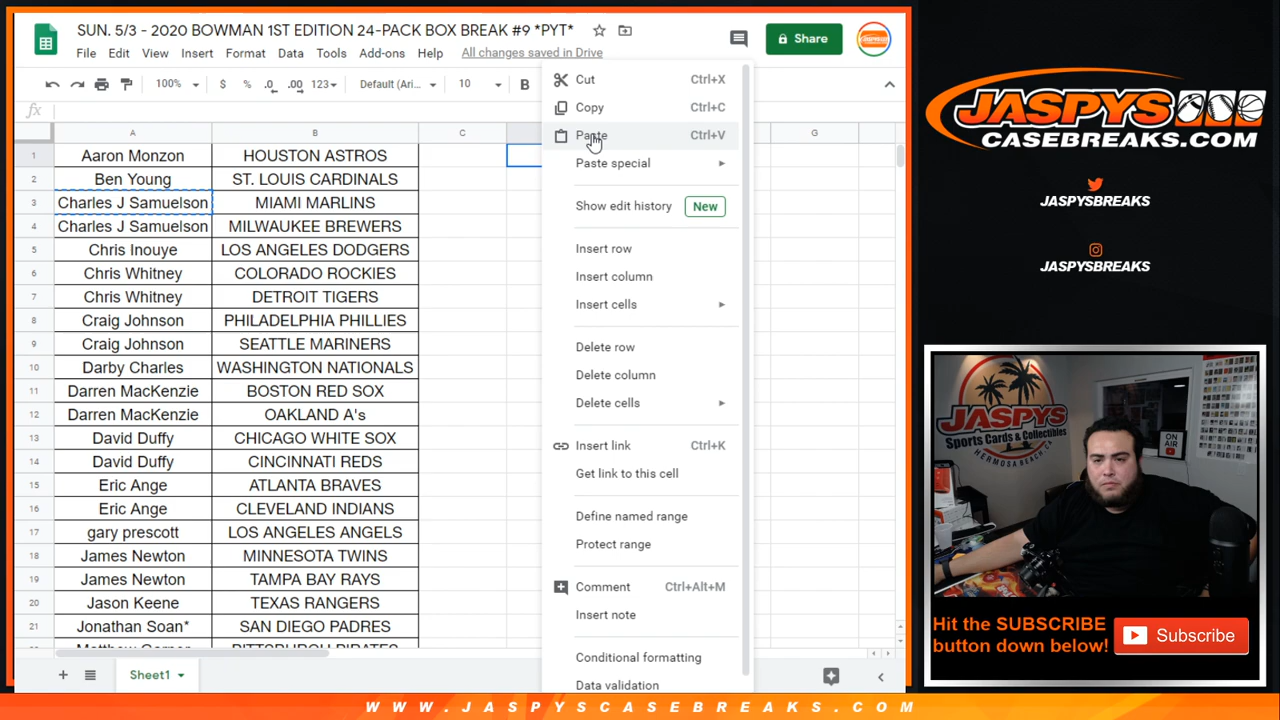 SUN. 5/3 - 2020 BOWMAN 1ST EDITION 24-PACK BOX BREAK #9 *PYT*
File Edit View Insert Format Data Tools Add-ons Help All changes saved in Drive
Share
100% $ % .0 .00 123 Default (Ari... 10 B
fx
A B C G
1 Aaron Monzon HOUSTON ASTROS
2 Ben Young ST. LOUIS CARDINALS
3 Charles J Samuelson MIAMI MARLINS
4 Charles J Samuelson MILWAUKEE BREWERS
5 Chris Inouye LOS ANGELES DODGERS
6 Chris Whitney COLORADO ROCKIES
7 Chris Whitney DETROIT TIGERS
8 Craig Johnson PHILADELPHIA PHILLIES
9 Craig Johnson SEATTLE MARINERS
10 Darby Charles WASHINGTON NATIONALS
11 Darren MacKenzie BOSTON RED SOX
12 Darren MacKenzie OAKLAND A's
13 David Duffy CHICAGO WHITE SOX
14 David Duffy CINCINNATI REDS
15 Eric Ange ATLANTA BRAVES
16 Eric Ange CLEVELAND INDIANS
17 gary prescott LOS ANGELES ANGELS
18 James Newton MINNESOTA TWINS
19 James Newton TAMPA BAY RAYS
20 Jason Keene TEXAS RANGERS
21 Jonathan Soan* SAN DIEGO PADRES
Sheet1
Cut Ctrl+X
Copy Ctrl+C
Paste Ctrl+V
Paste special
Show edit history New
Insert row
Insert column
Insert cells
Delete row
Delete column
Delete cells
Insert link Ctrl+K
Get link to this cell
Define named range
Protect range
Comment Ctrl+Alt+M
Insert note
Conditional formatting
Data validation
JASPYS
CASEBREAKS.COM
JASPYSBREAKS
JASPYSBREAKS
JASPYS
Sports Cards & Collectibles
HERMOSA BEACH, CA
ON AIR
Hit the SUBSCRIBE
button down below!
Subscribe
WWW.JASPYSCASEBREAKS.COM